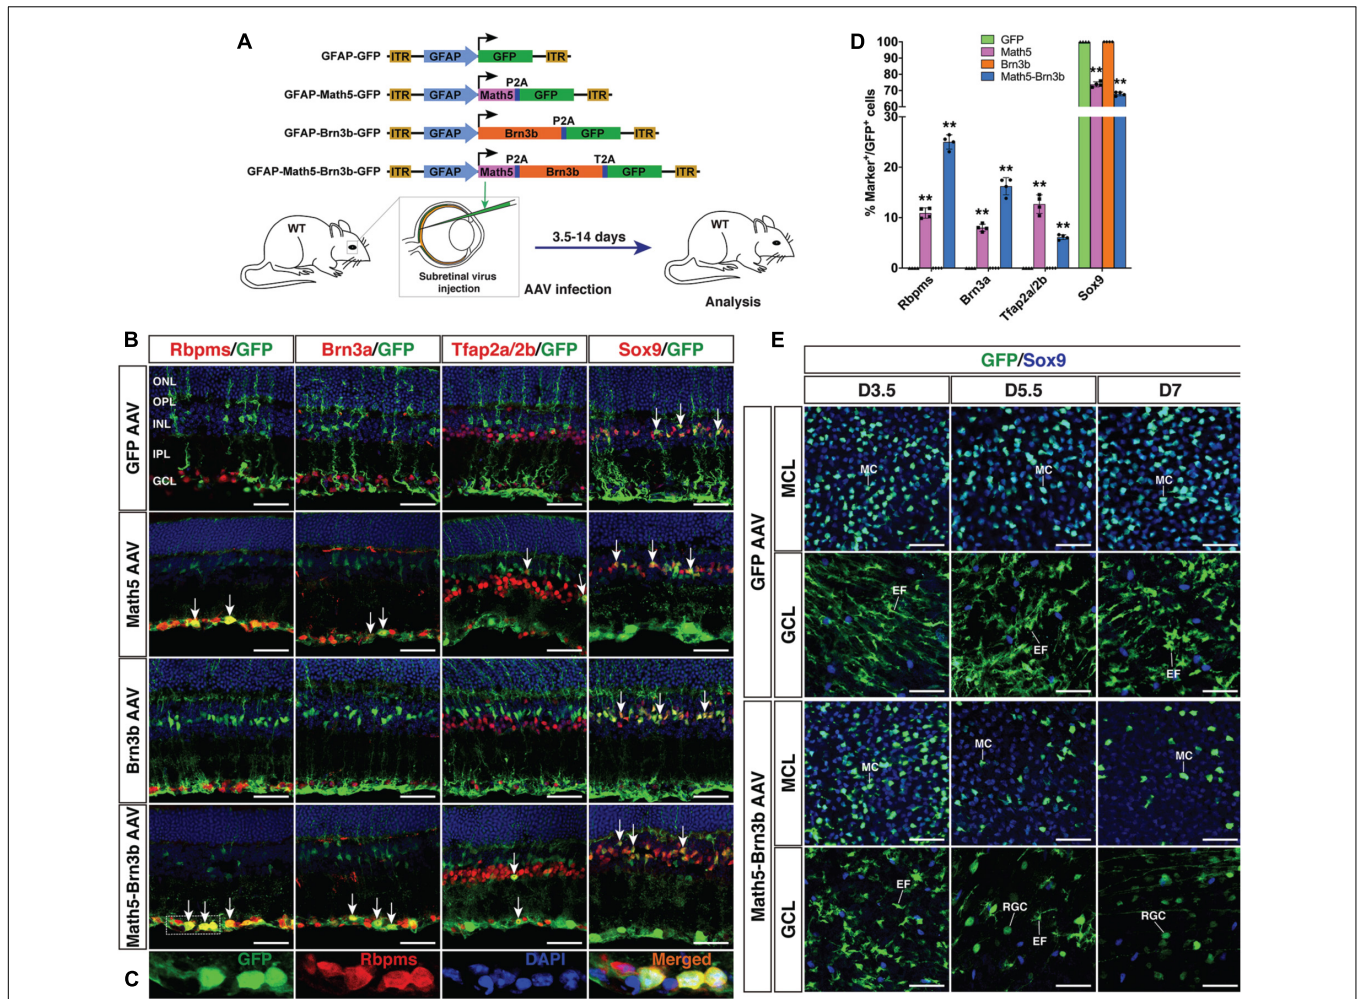 A
GFAP-GFP ITR GFAP GFP ITR
P2A
GFAP-Math5-GFP ITR GFAP Math5 GFP ITR
P2A
GFAP-Brn3b-GFP ITR GFAP Brn3b GFP ITR
P2A T2A
GFAP-Math5-Brn3b-GFP ITR GFAP Math5 Brn3b GFP ITR
WT
Subretinal virus
injection
3.5-14 days
AAV infection
WT
Analysis
D
GFP
Math5
Brn3b
Math5-Brn3b
% Marker+/GFP+ cells
100
90
80
70
60
30
20
10
0
**
**
**
**
**
**
**
**
Rbpms
Brn3a
Tfap2a/2b
Sox9
B
Rbpms/GFP Brn3a/GFP Tfap2a/2b/GFP Sox9/GFP
GFP AAV
ONL
OPL
INL
IPL
GCL
Math5 AAV
Brn3b AAV
Math5-Brn3b AAV
C
GFP Rbpms DAPI Merged
E
GFP/Sox9
D3.5 D5.5 D7
GFP AAV
MCL
MC MC MC
GCL
EF EF EF
Math5-Brn3b AAV
MCL
MC MC MC
GCL
EF RGC EF RGC